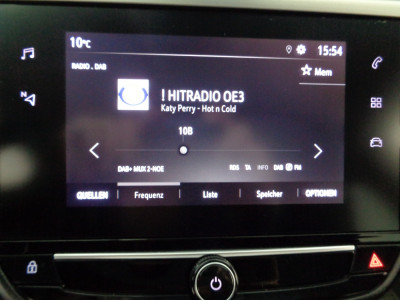 10°C
15:54
RADIO . DAB
Mem
! HITRADIO OE3
Katy Perry - Hot n Cold
10B
DAB+ MUX 2-NOE
RDS TA INFO DAB FM
QUELLEN Frequenz Liste Speicher OPTIONEN
N